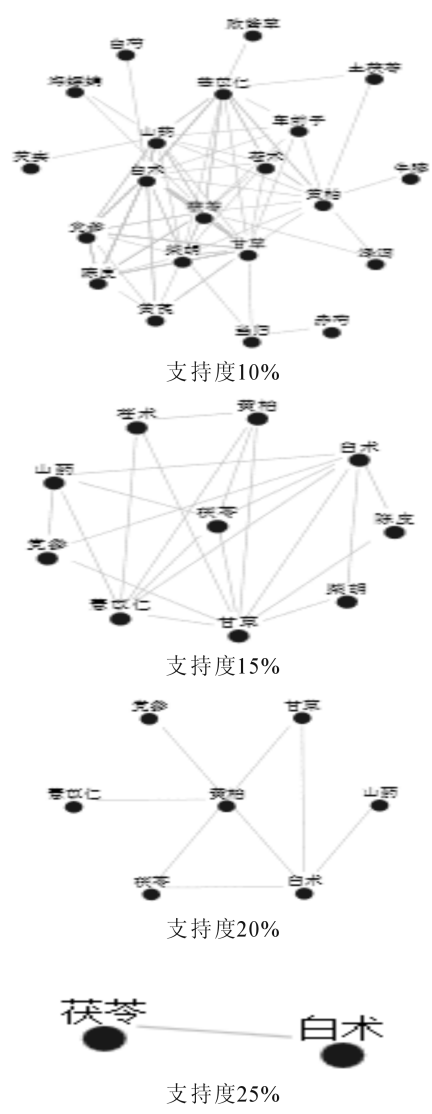 败酱草
白芍
薏苡仁
土茯苓
海螵蛸
车前子
山药
苍术
芡实
白术
黄柏
牛膝
茯苓
党参
柴胡
甘草
陈皮
泽泻
黄芪
当归
赤芍
支持度10%
苍术
黄柏
白术
山药
茯苓
陈皮
党参
薏苡仁
柴胡
甘草
支持度15%
党参
甘草
薏苡仁
黄柏
山药
茯苓
白术
支持度20%
茯苓
白术
支持度25%